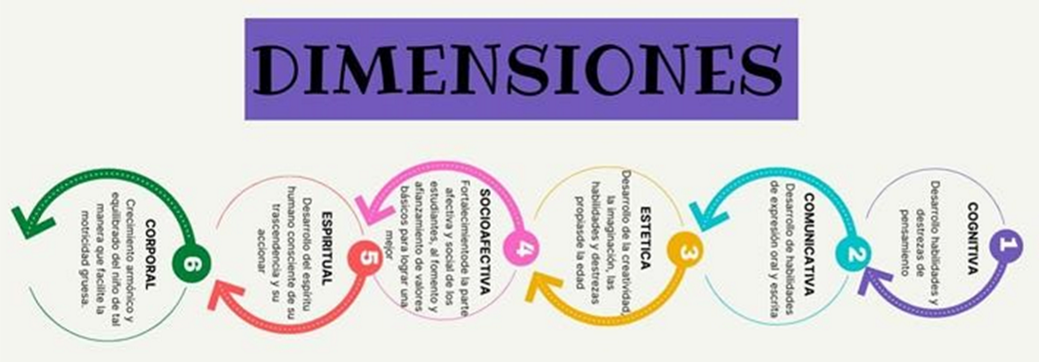 DIMENSIONES
1
COGNITIVA
Desarrollo habilidades y
destrezas de
pensamiento
2
COMUNICATIVA
Desarrollo de habilidades
de expresión oral y escrita
3
ESTETICA
Desarrollo de la creatividad,
la imaginación, las
habilidades y destrezas
propiasde la edad
4
SOCIOAFECTIVA
Fortalecimientode la parte
afectiva y social de los
estudiantes, al fomento y
afianzamiento de valores
básicos para lograr una
mejor
5
ESPIRITUAL
Desarrollo del espíritu
humano consciente de su
trascendencia y su
accionar
6
CORPORAL
Crecimiento armónico y
equilibrado del niño de tal
manera que facilite la
motricidad gruesa.